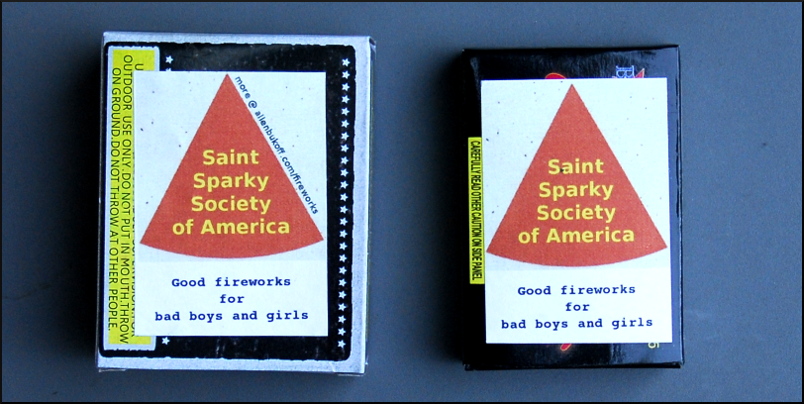 OUTDOOR USE ONLY.DO NOT PUT IN MOUTH.THROW
ON GROUND.DO NOT THROW AT OTHER PEOPLE.
more @ allenbukoff.com/fireworks
Saint
Sparky
Society
of America
Good fireworks
for
bad boys and girls
CAREFULLY READ OTHER CAUTION ON SIDE PANEL
Saint
Sparky
Society
of America
Good fireworks
for
bad boys and girls